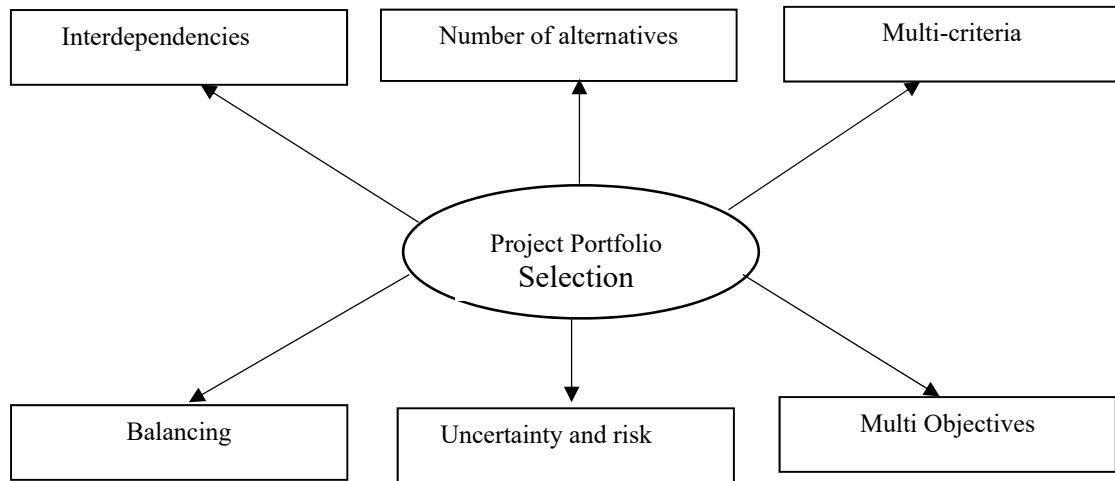 Interdependencies
Number of alternatives
Multi-criteria
Project Portfolio
Selection
Balancing
Uncertainty and risk
Multi Objectives